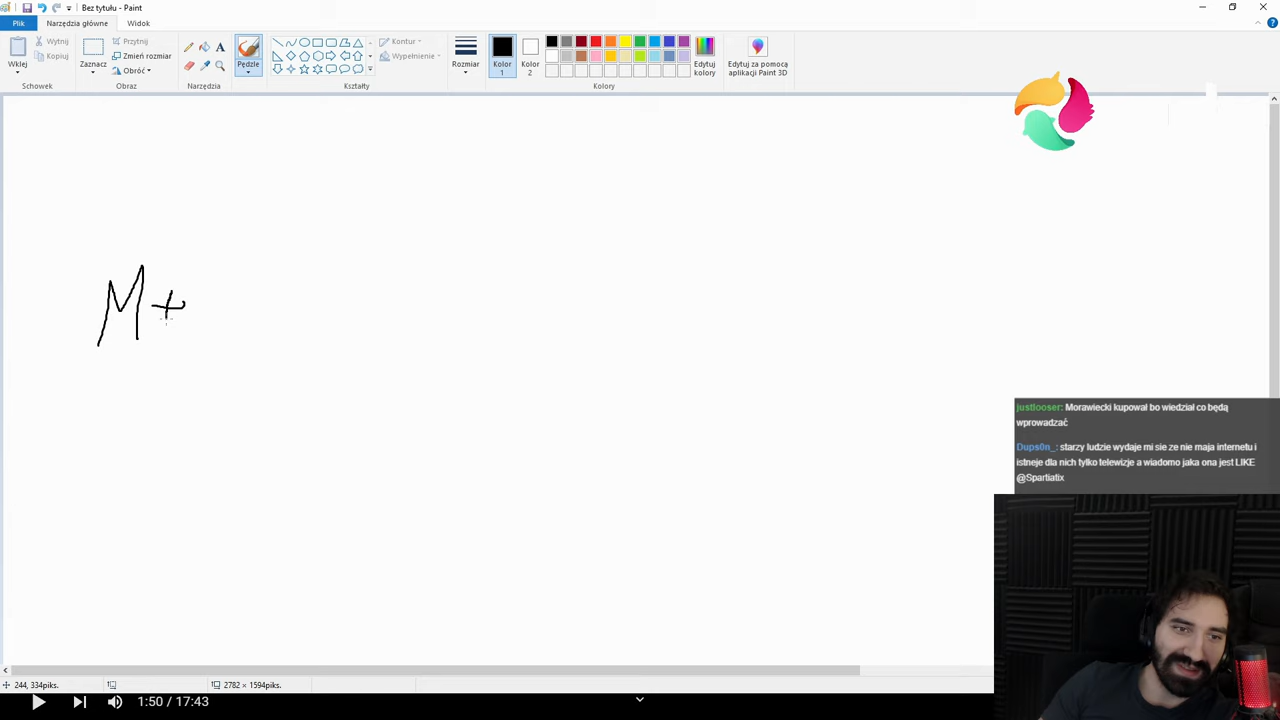 Bez tytułu - Paint
Plik Narzędzia główne Widok
Wklej
Wytnij
Kopiuj
Schowek
Zaznacz
Przytnij
Zmień rozmiar
Obróć
Obraz
Narzędzia
Pędzle
Kształty
Kontur
Wypełnienie
Rozmiar
Kolor 1
Kolor 2
Kolory
Edytuj kolory
Edytuj za pomocą aplikacji Paint 3D
M+
justlooser: Morawiecki kupował bo wiedział co będą
wprowadzać
Dups0n_: starzy ludzie wydaje mi sie ze nie maja internetu i
istneje dla nich tylko telewizje a wiadomo jaka ona jest LIKE
@Spartiatix
244, 334piks. 2782 × 1594piks.
1:50 / 17:43